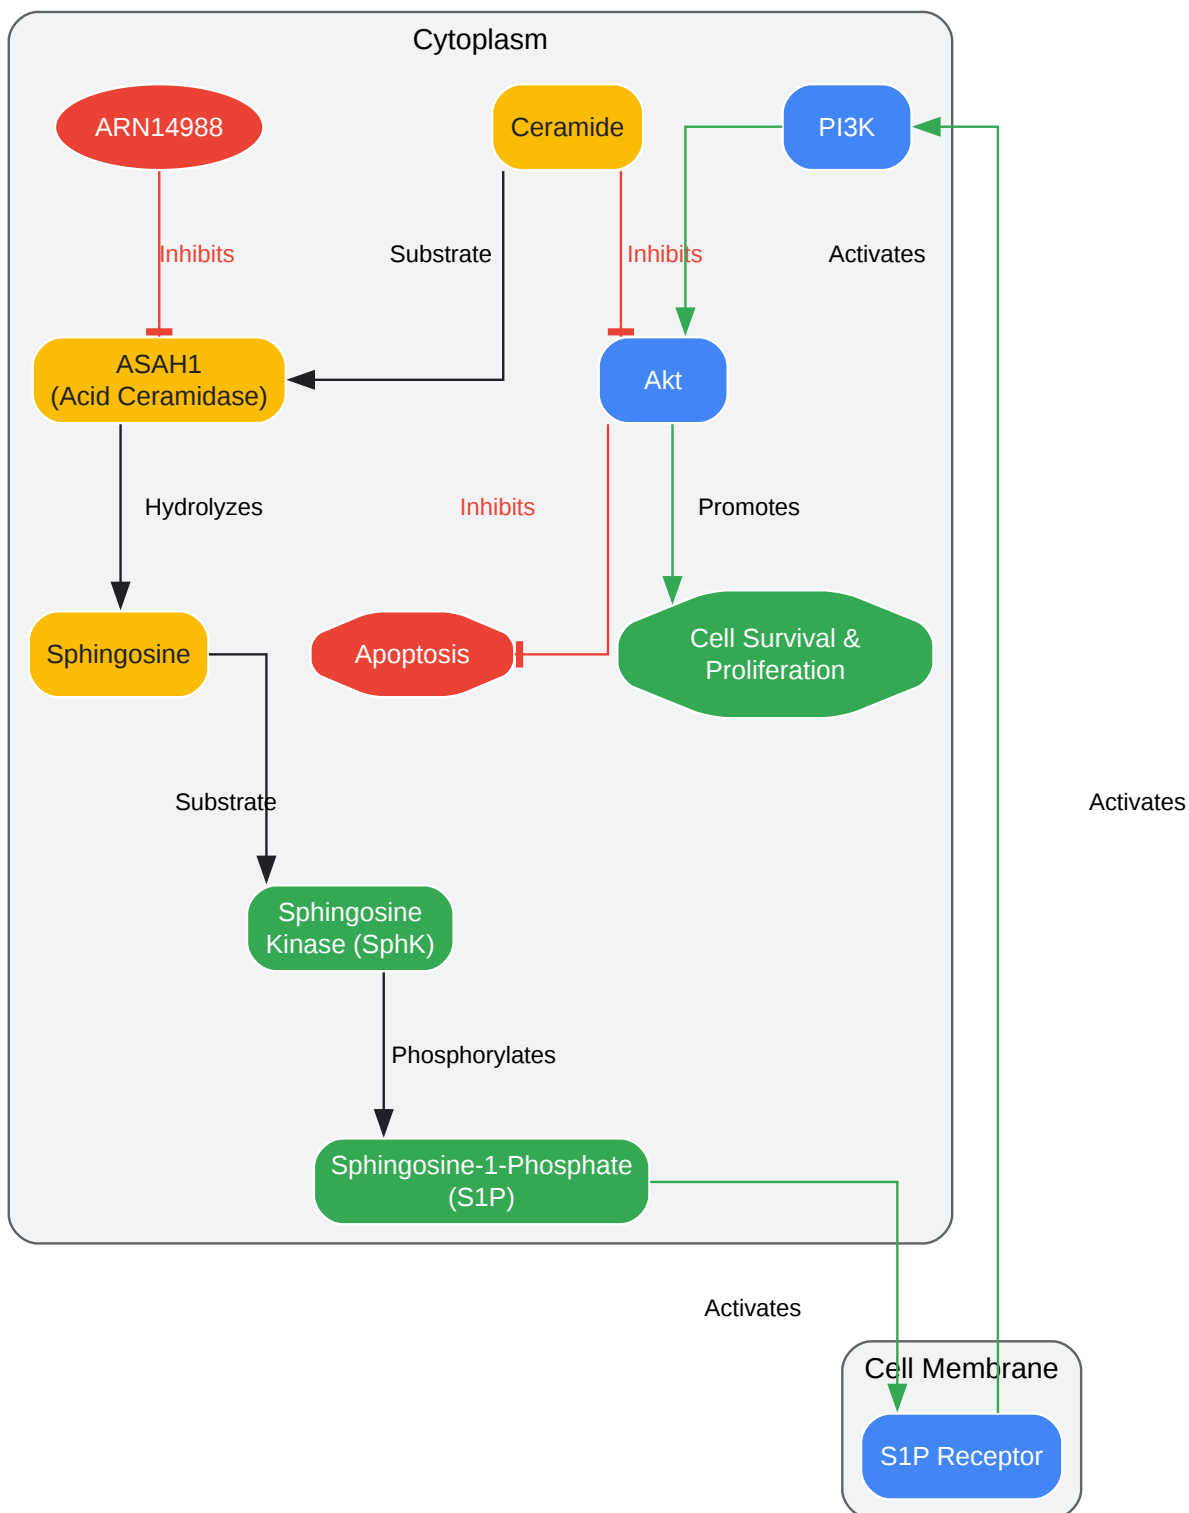 Cytoplasm
ARN14988
Ceramide
PI3K
Inhibits
Substrate
Inhibits
Activates
ASAH1
(Acid Ceramidase)
Akt
Hydrolyzes
Inhibits
Promotes
Sphingosine
Apoptosis
Cell Survival &
Proliferation
Substrate
Activates
Sphingosine
Kinase (SphK)
Phosphorylates
Sphingosine-1-Phosphate
(S1P)
Activates
Cell Membrane
S1P Receptor